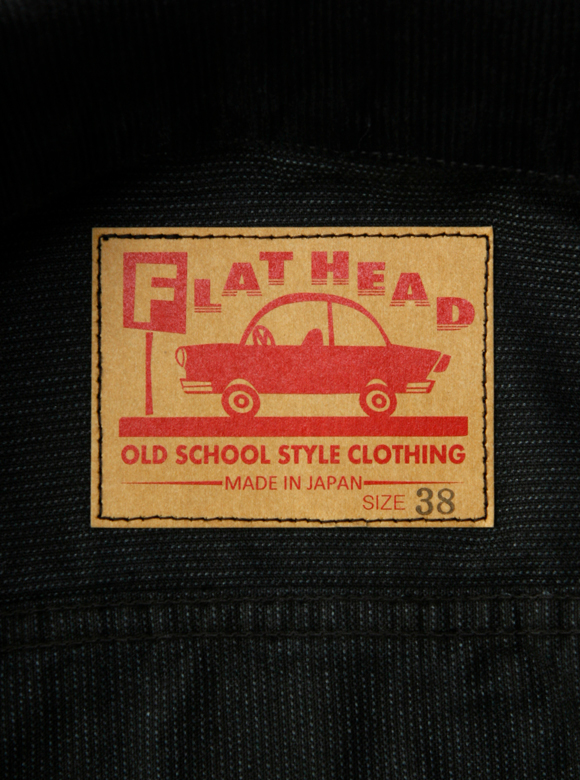 FLAT HEAD
OLD SCHOOL STYLE CLOTHING
MADE IN JAPAN
SIZE 38